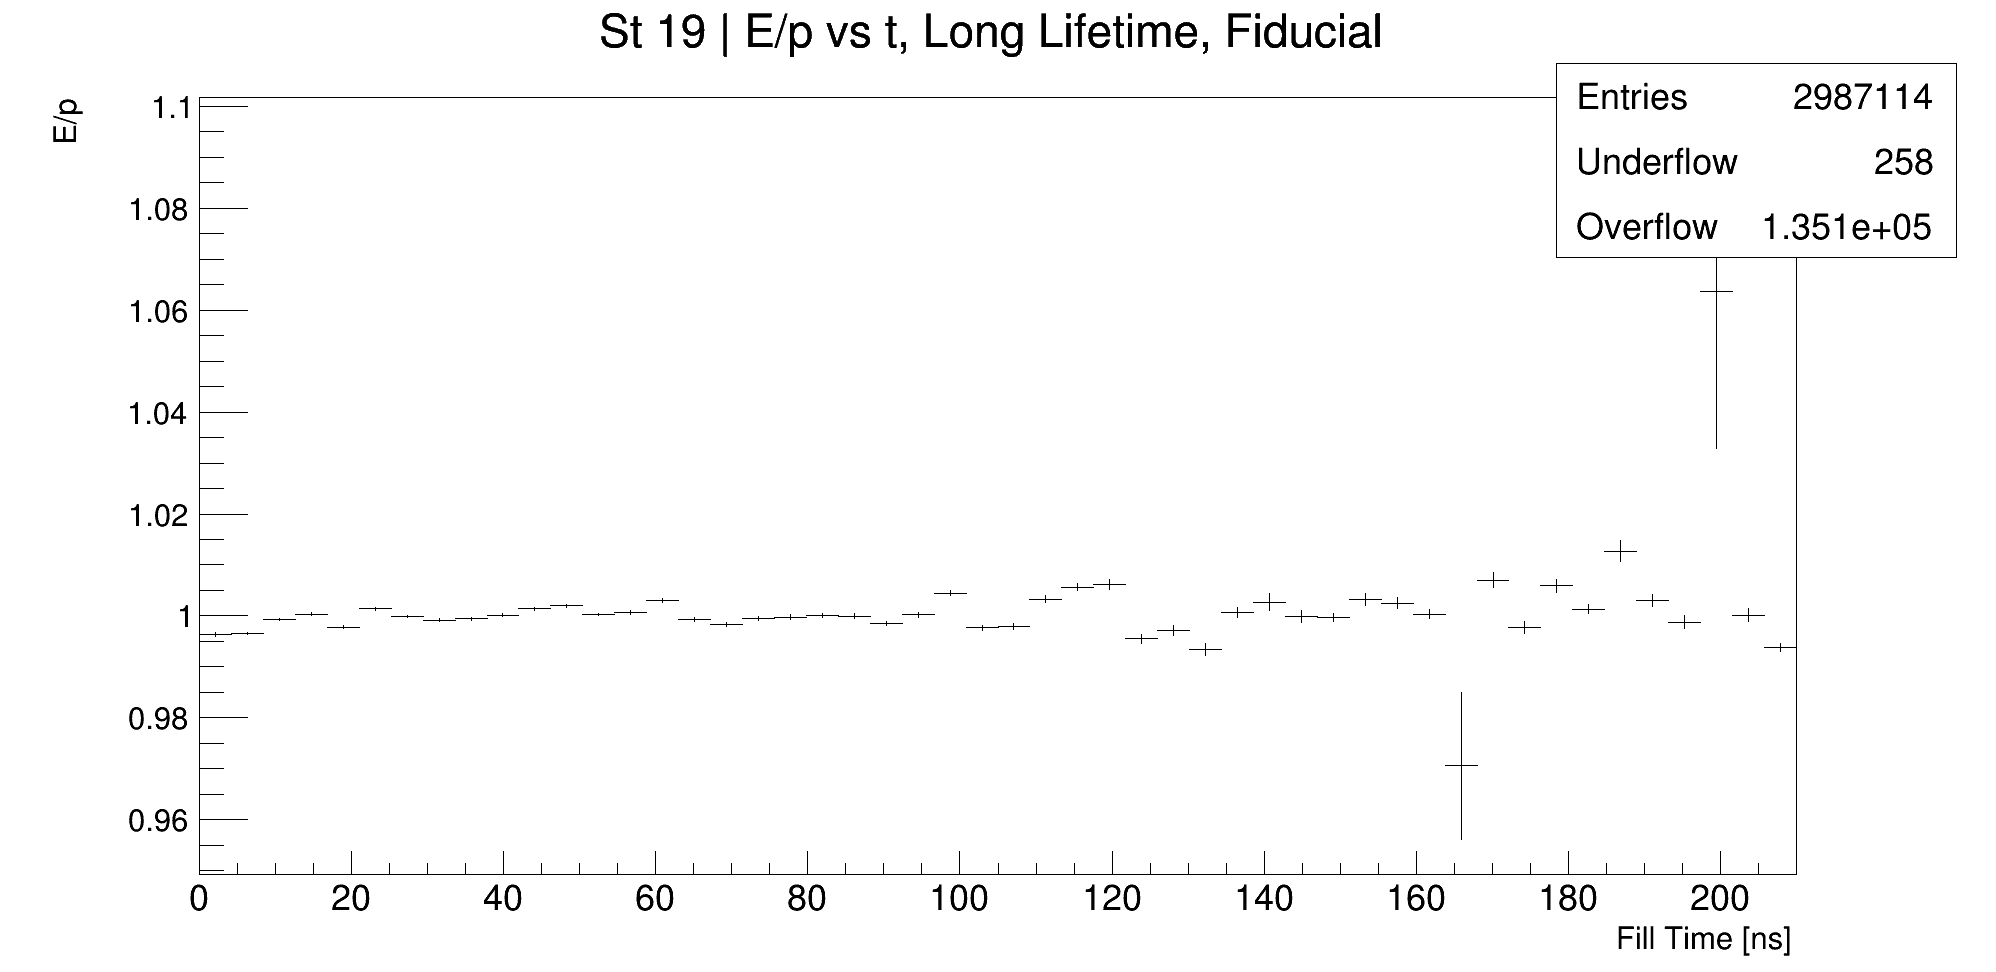 St 19 | E/p vs t, Long Lifetime, Fiducial
E/p
Entries 2987114
Underflow 258
Overflow 1.351e+05
1.1
1.08
1.06
1.04
1.02
1
0.98
0.96
0 20 40 60 80 100 120 140 160 180 200
Fill Time [ns]